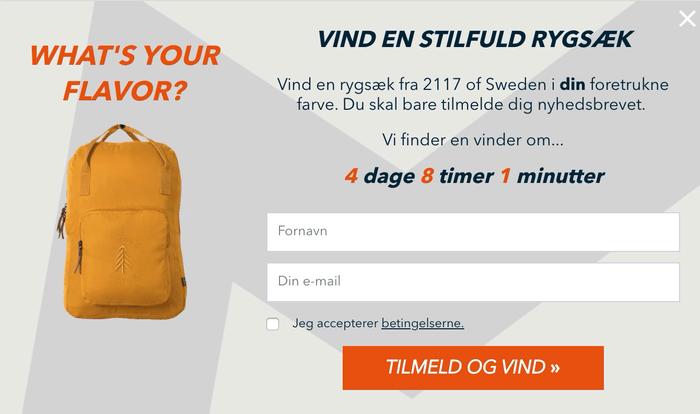 WHAT'S YOUR
FLAVOR?
VIND EN STILFULD RYGSÆK
Vind en rygsæk fra 2117 of Sweden i din foretrukne
farve. Du skal bare tilmelde dig nyhedsbrevet.
Vi finder en vinder om...
4 dage 8 timer 1 minutter
Fornavn
Din e-mail
Jeg accepterer betingelserne.
TILMELD OG VIND »